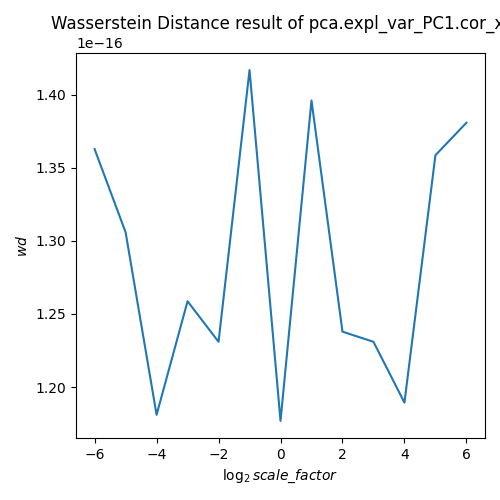 Wasserstein Distance result of pca.expl_var_PC1.cor_x
1e−16
1.40
1.35
1.30
1.25
1.20
wd
−6 −4 −2 0 2 4 6
log2 scale_factor